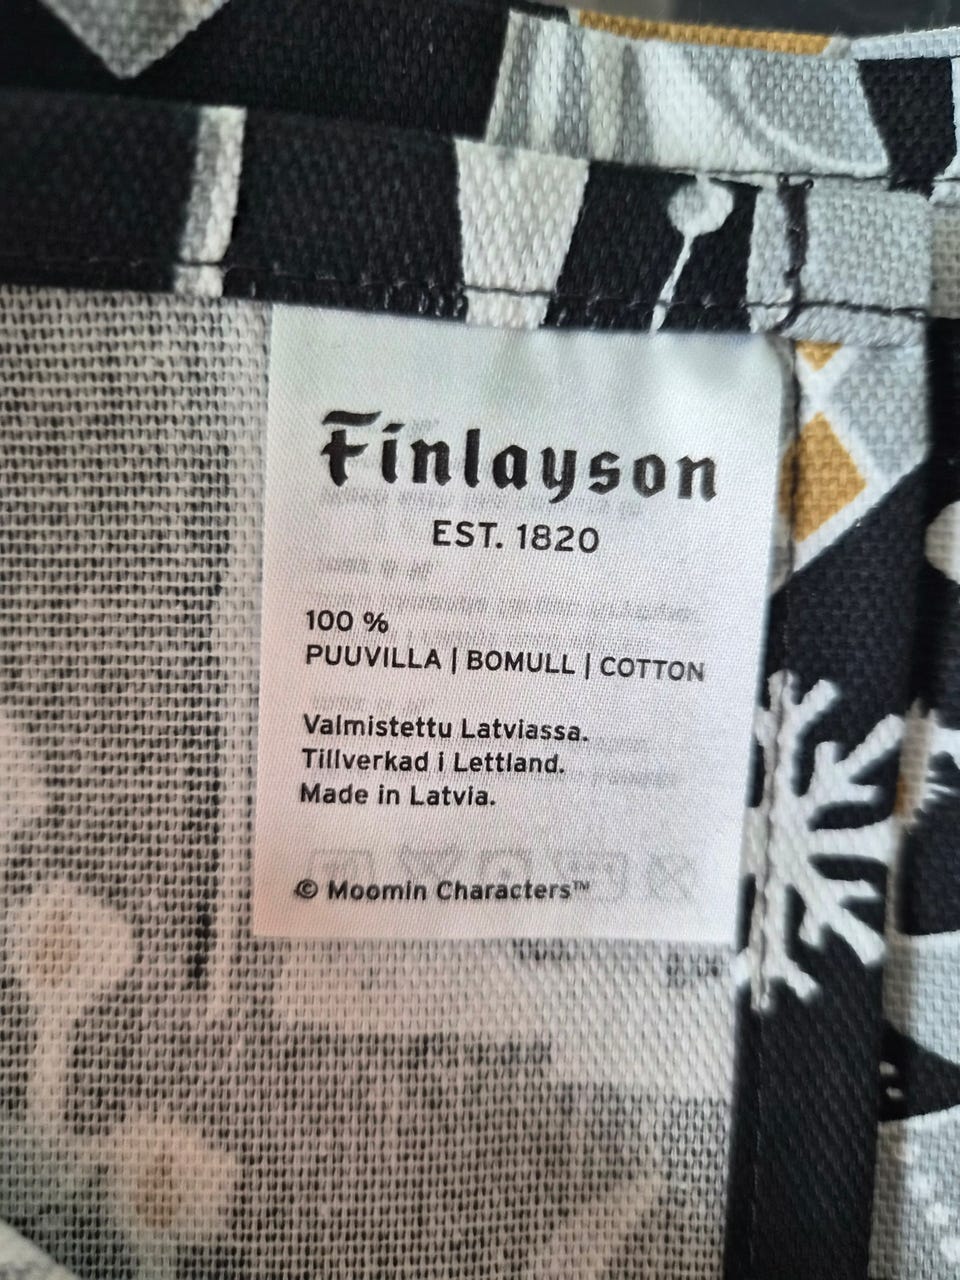 Finlayson
EST. 1820
100 %
PUUVILLA | BOMULL | COTTON
Valmistettu Latviassa.
Tillverkad i Lettland.
Made in Latvia.
© Moomin Characters™